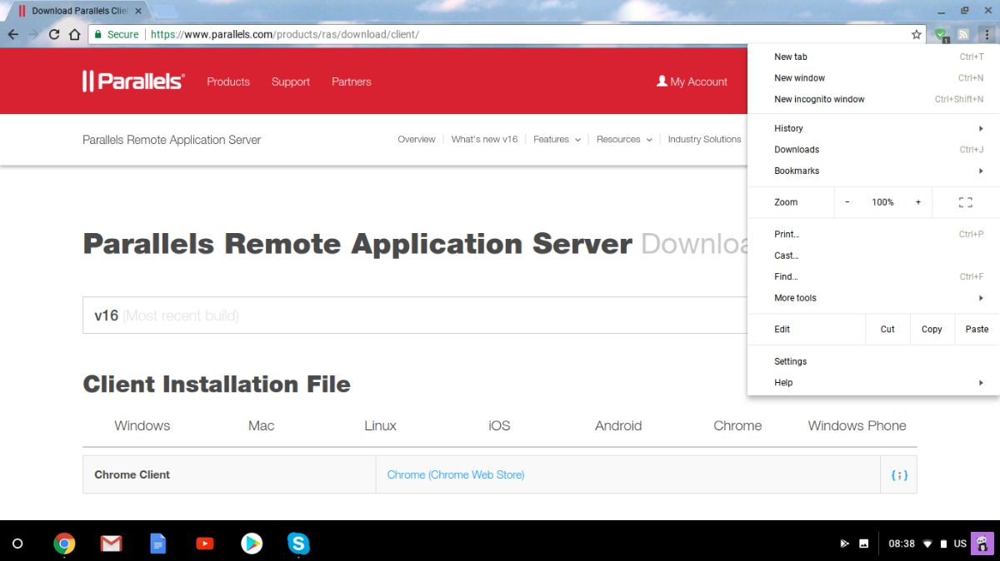 Download Parallels Clie
Secure https://www.parallels.com/products/ras/download/client/
1
Parallels® Products Support Partners My Account
Parallels Remote Application Server Overview What's new v16 Features Resources Industry Solutions
Parallels Remote Application Server Downloa
v16 (Most recent build)
Client Installation File
Windows Mac Linux iOS Android Chrome Windows Phone
Chrome Client Chrome (Chrome Web Store) {;}
New tab Ctrl+T
New window Ctrl+N
New incognito window Ctrl+Shift+N
History
Downloads Ctrl+J
Bookmarks
Zoom - 100% +
Print... Ctrl+P
Cast...
Find... Ctrl+F
More tools
Edit Cut Copy Paste
Settings
Help
08:38 US